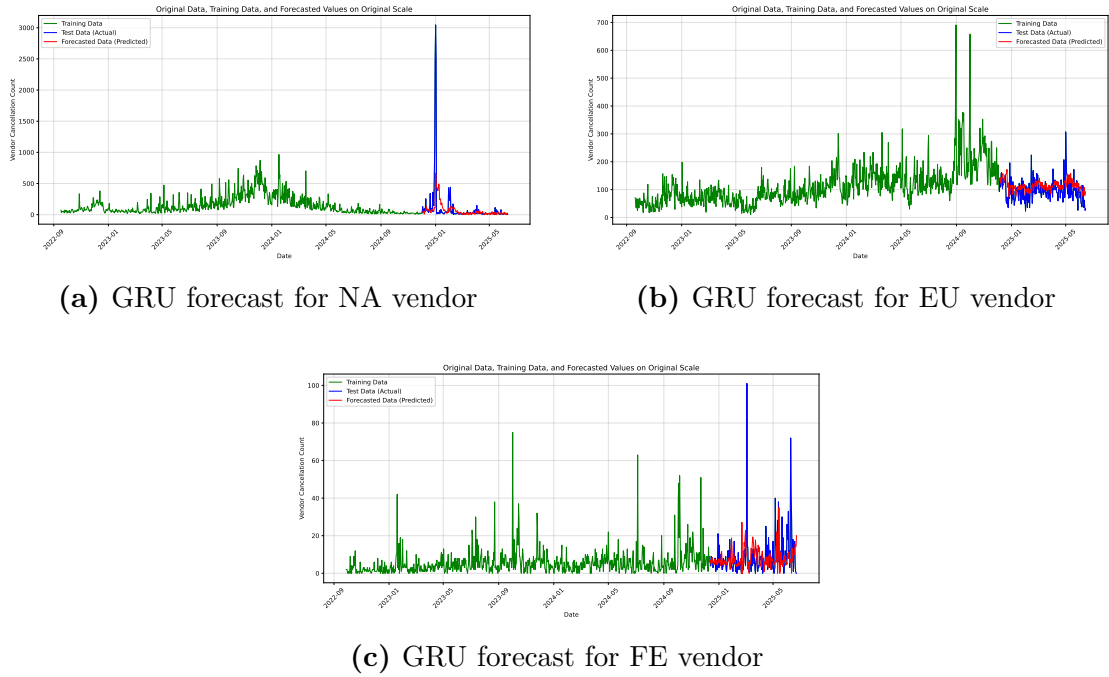 Original Data, Training Data, and Forecasted Values on Original Scale
Training Data
Test Data (Actual)
Forecasted Data (Predicted)
Vendor Cancellation Count
3000
2500
2000
1500
1000
500
0
2022-09
2023-01
2023-05
2023-09
2024-01
2024-05
2024-09
2025-01
2025-05
Date
(a) GRU forecast for NA vendor
Original Data, Training Data, and Forecasted Values on Original Scale
Training Data
Test Data (Actual)
Forecasted Data (Predicted)
Vendor Cancellation Count
700
600
500
400
300
200
100
0
2022-09
2023-01
2023-05
2023-09
2024-01
2024-05
2024-09
2025-01
2025-05
Date
(b) GRU forecast for EU vendor
Original Data, Training Data, and Forecasted Values on Original Scale
Training Data
Test Data (Actual)
Forecasted Data (Predicted)
Vendor Cancellation Count
100
80
60
40
20
0
2022-09
2023-01
2023-05
2023-09
2024-01
2024-05
2024-09
2025-01
2025-05
Date
(c) GRU forecast for FE vendor